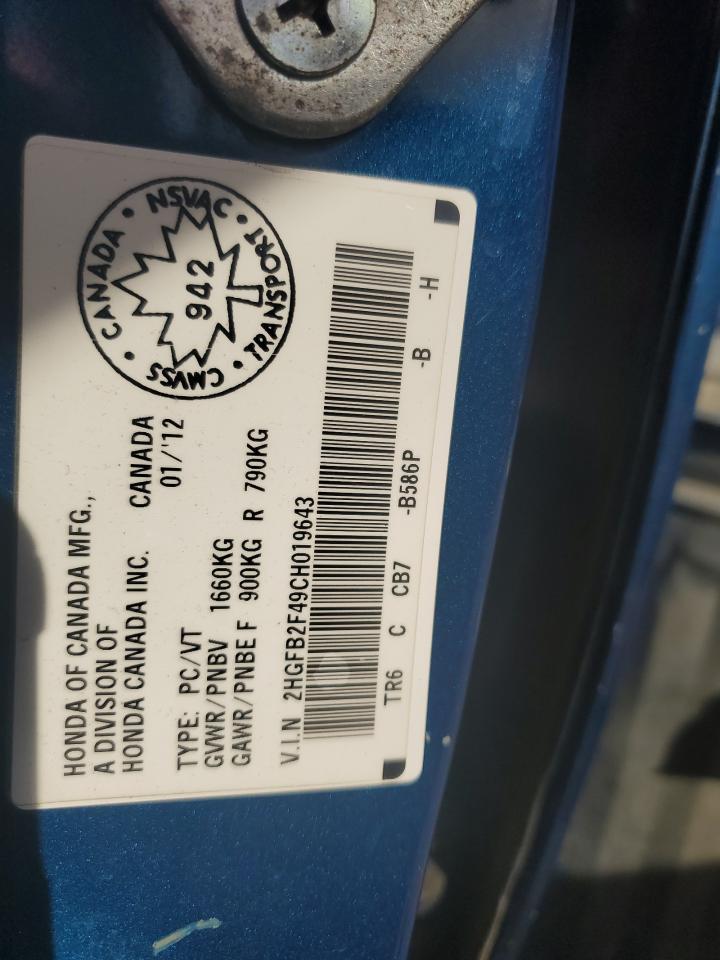 HONDA OF CANADA MFG.,
A DIVISION OF
HONDA CANADA INC. CANADA
01/'12
TYPE: PC/VT
GVWR/PNBV 1660KG
GAWR/PNBE F 900KG R 790KG
V.I.N 2HGFB2F49CH019643
TR6 C CB7 -B586P -B -H
CANADA • NSVAC • TRANSPORT • CMVSS •
942